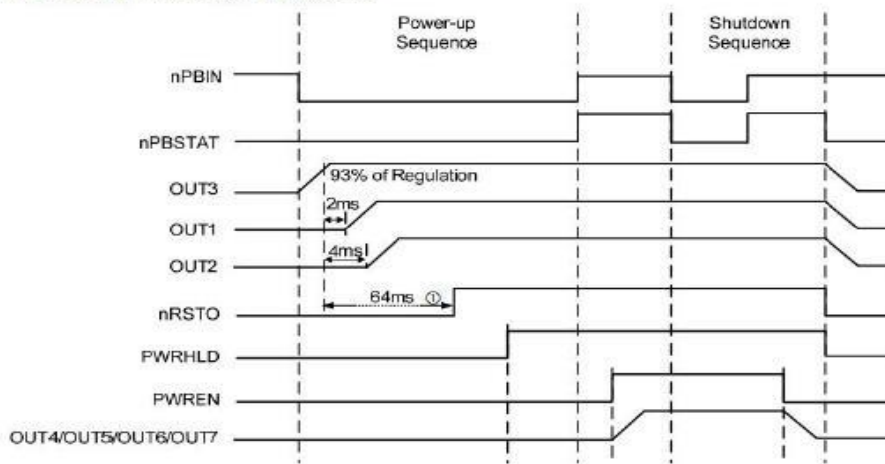 Power-up
Sequence
Shutdown
Sequence
nPBIN
nPBSTAT
93% of Regulation
OUT3
2ms
OUT1
4ms
OUT2
64ms ①
nRSTO
PWRHLD
PWREN
OUT4/OUT5/OUT6/OUT7